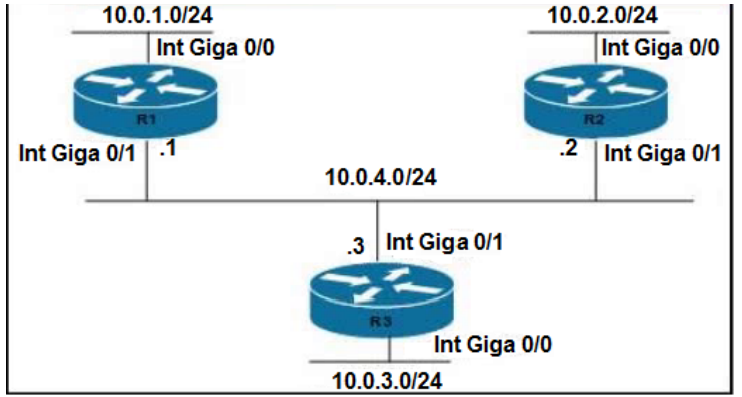 10.0.1.0/24
10.0.2.0/24
Int Giga 0/0
Int Giga 0/0
R1
R2
Int Giga 0/1
.1
.2
Int Giga 0/1
10.0.4.0/24
.3
Int Giga 0/1
R3
Int Giga 0/0
10.0.3.0/24